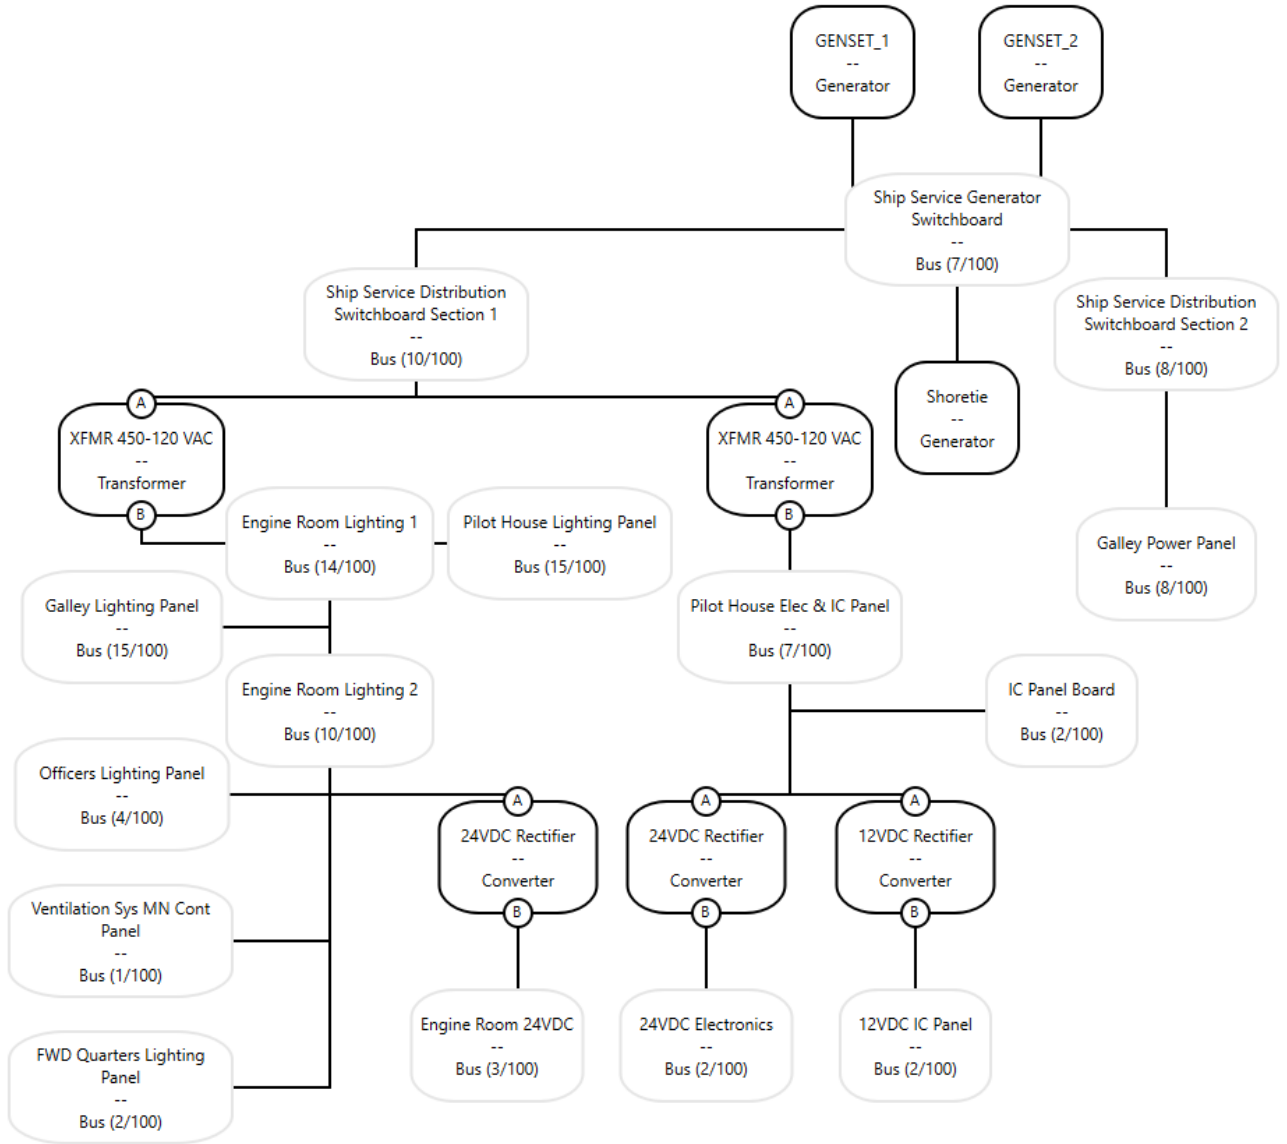 GENSET_1
--
Generator
GENSET_2
--
Generator
Ship Service Generator
Switchboard
--
Bus (7/100)
Ship Service Distribution
Switchboard Section 1
--
Bus (10/100)
Ship Service Distribution
Switchboard Section 2
--
Bus (8/100)
Shoretie
--
Generator
A
XFMR 450-120 VAC
--
Transformer
B
A
XFMR 450-120 VAC
--
Transformer
B
Engine Room Lighting 1
--
Bus (14/100)
Pilot House Lighting Panel
--
Bus (15/100)
Galley Power Panel
--
Bus (8/100)
Galley Lighting Panel
--
Bus (15/100)
Pilot House Elec & IC Panel
--
Bus (7/100)
Engine Room Lighting 2
--
Bus (10/100)
IC Panel Board
--
Bus (2/100)
Officers Lighting Panel
--
Bus (4/100)
A
24VDC Rectifier
--
Converter
B
A
24VDC Rectifier
--
Converter
B
A
12VDC Rectifier
--
Converter
B
Ventilation Sys MN Cont
Panel
--
Bus (1/100)
Engine Room 24VDC
--
Bus (3/100)
24VDC Electronics
--
Bus (2/100)
12VDC IC Panel
--
Bus (2/100)
FWD Quarters Lighting
Panel
--
Bus (2/100)